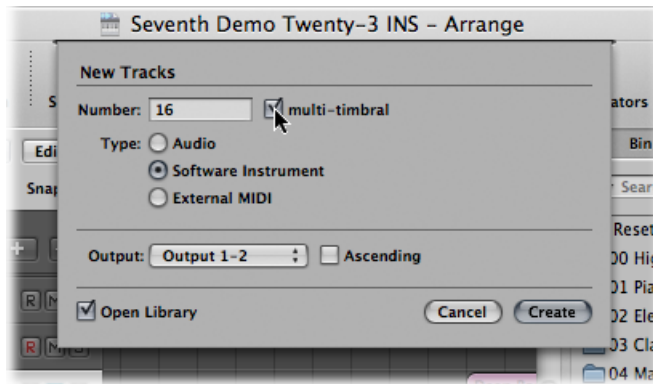 Seventh Demo Twenty-3 INS – Arrange
New Tracks
Number: 16 multi-timbral
Type: Audio
Software Instrument
External MIDI
Output: Output 1-2 Ascending
Open Library
Cancel Create
S
Edi
Snap
R M
R M S
ators
Bin
Sear
Reset
00 Hig
01 Pia
02 Ele
03 Cla
04 Ma